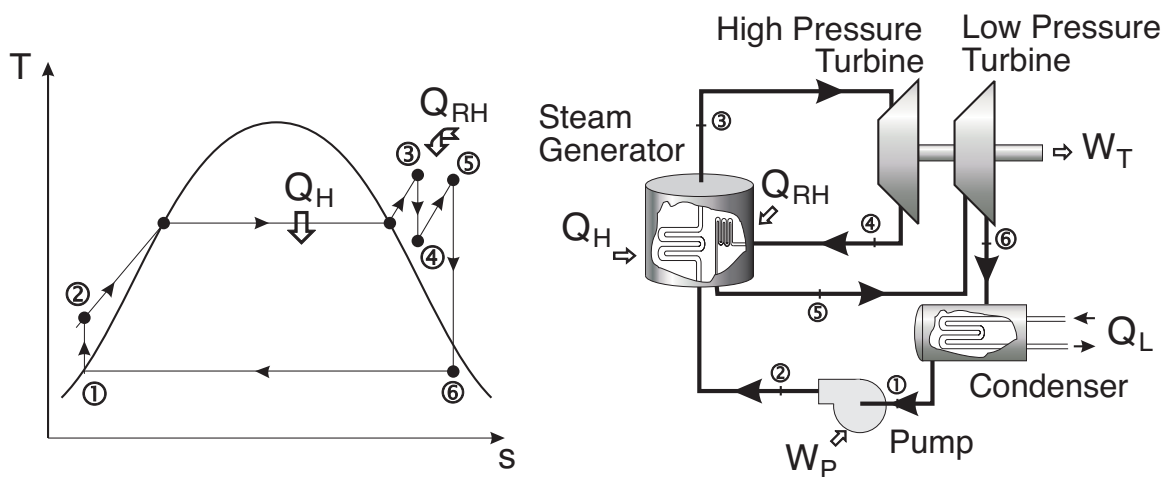 T
Q_RH
③
⑤
Q_H
④
②
①
⑥
s
High Pressure
Turbine
Low Pressure
Turbine
Steam
Generator
③
W_T
Q_RH
Q_H
④
⑥
⑤
Q_L
Condenser
②
①
Pump
W_P